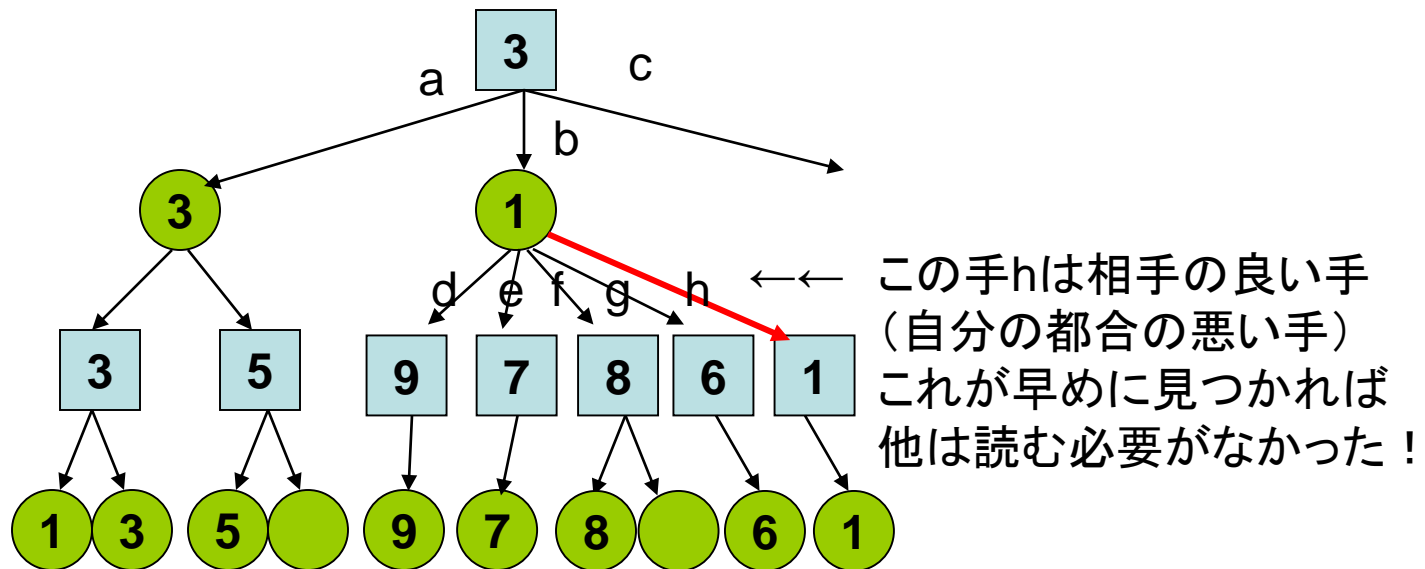 3
a
c
b
3
1
d e f g h
←← この手hは相手の良い手
（自分の都合の悪い手）
これが早めに見つかれば
他は読む必要がなかった！
3 5 9 7 8 6 1
1 3 5 9 7 8 6 1